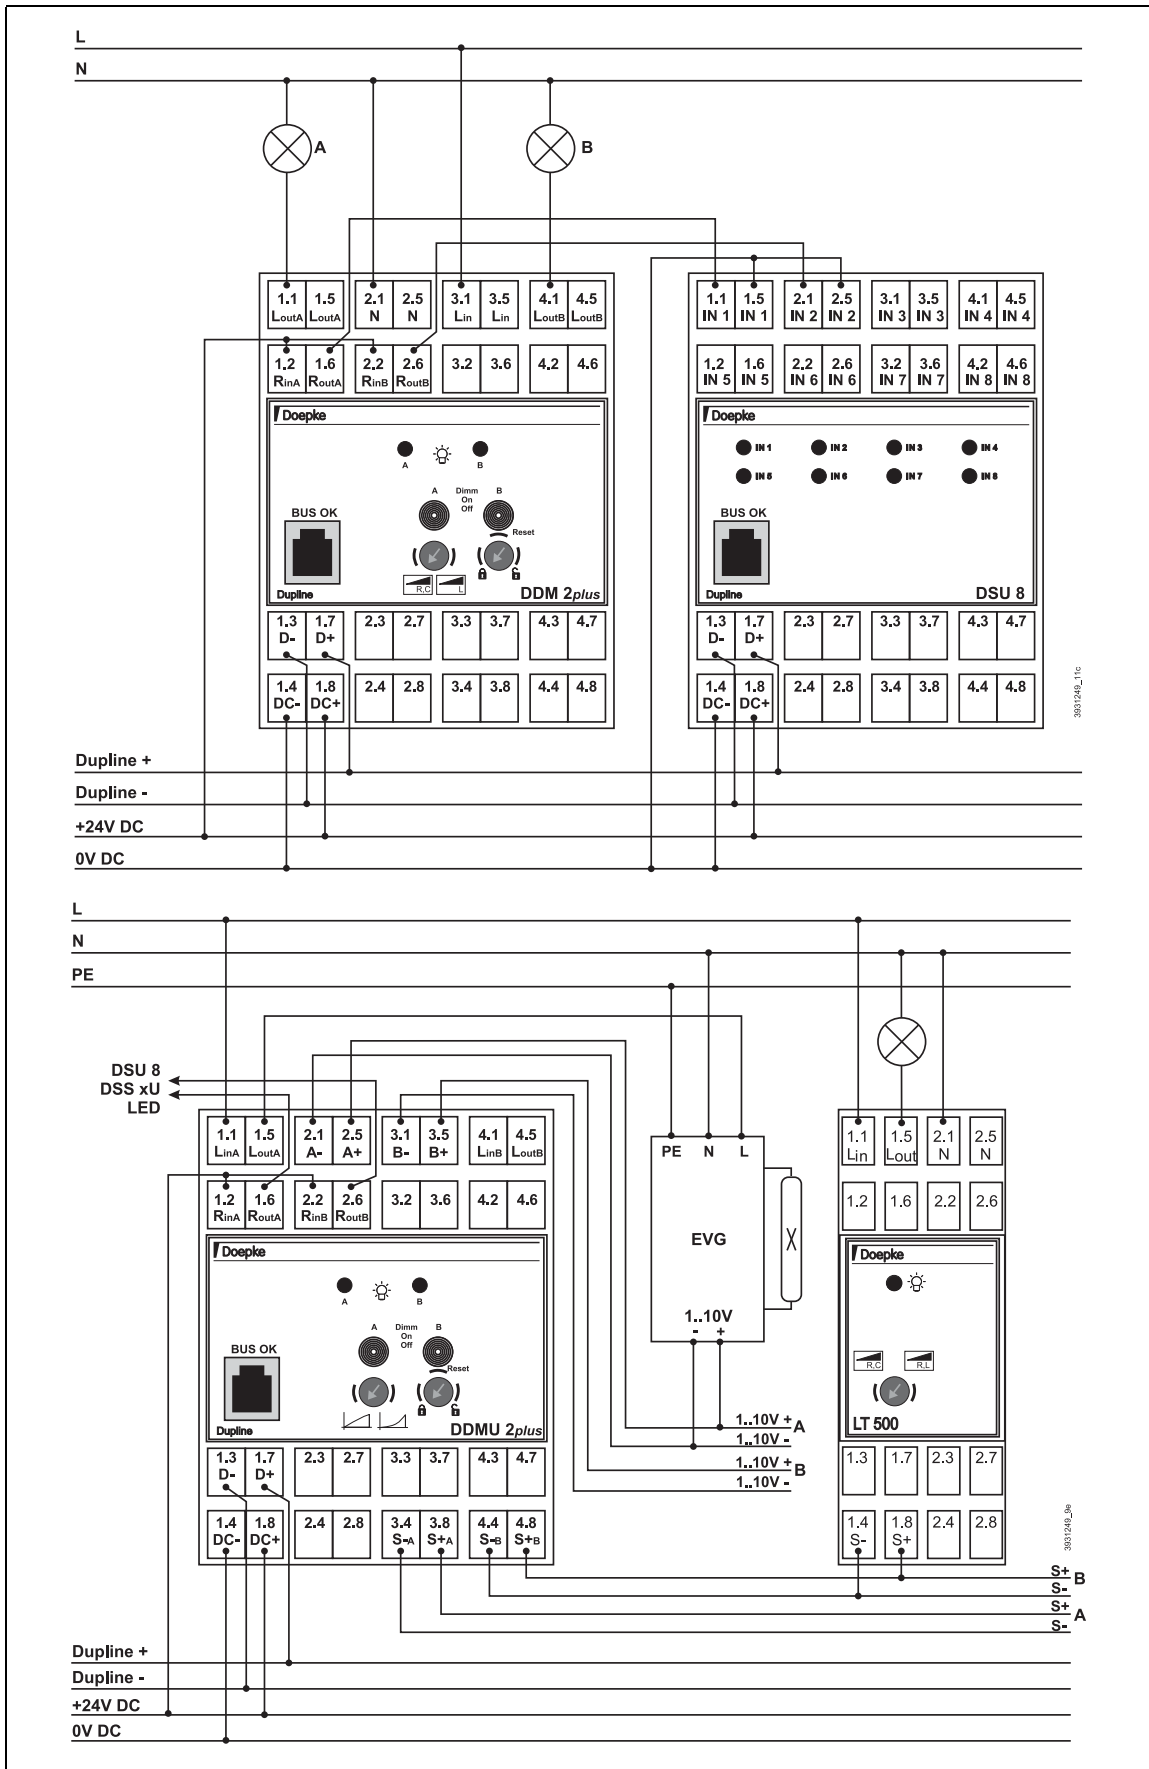 L
N
A
B
1.1 1.5 2.1 2.5 3.1 3.5 4.1 4.5
LoutA LoutA N N Lin Lin LoutB LoutB
1.2 1.6 2.2 2.6 3.2 3.6 4.2 4.6
RinA RoutA RinB RoutB
Doepke
A B
A Dimm B
On
Off
BUS OK
Reset
R,C L
Dupline
DDM 2plus
1.3 1.7 2.3 2.7 3.3 3.7 4.3 4.7
D- D+
1.4 1.8 2.4 2.8 3.4 3.8 4.4 4.8
DC- DC+
1.1 1.5 2.1 2.5 3.1 3.5 4.1 4.5
IN 1 IN 1 IN 2 IN 2 IN 3 IN 3 IN 4 IN 4
1.2 1.6 2.2 2.6 3.2 3.6 4.2 4.6
IN 5 IN 5 IN 6 IN 6 IN 7 IN 7 IN 8 IN 8
Doepke
IN 1 IN 2 IN 3 IN 4
IN 5 IN 6 IN 7 IN 8
BUS OK
Dupline
DSU 8
1.3 1.7 2.3 2.7 3.3 3.7 4.3 4.7
D- D+
1.4 1.8 2.4 2.8 3.4 3.8 4.4 4.8
DC- DC+
3931249_11c
Dupline +
Dupline -
+24V DC
0V DC
L
N
PE
DSU 8
DSS xU
LED
1.1 1.5 2.1 2.5 3.1 3.5 4.1 4.5
LinA LoutA A- A+ B- B+ LinB LoutB
1.2 1.6 2.2 2.6 3.2 3.6 4.2 4.6
RinA RoutA RinB RoutB
Doepke
A B
A Dimm B
On
Off
BUS OK
Reset
Dupline
DDMU 2plus
1.3 1.7 2.3 2.7 3.3 3.7 4.3 4.7
D- D+
1.4 1.8 2.4 2.8 3.4 3.8 4.4 4.8
DC- DC+ S-A S+A S-B S+B
PE N L
EVG
1..10V
- +
1..10V +
A
1..10V -
1..10V +
B
1..10V -
1.1 1.5 2.1 2.5
Lin Lout N N
1.2 1.6 2.2 2.6
Doepke
R,C R,L
LT 500
1.3 1.7 2.3 2.7
1.4 1.8 2.4 2.8
S- S+
3931249_9e
S+
B
S-
S+
A
S-
Dupline +
Dupline -
+24V DC
0V DC